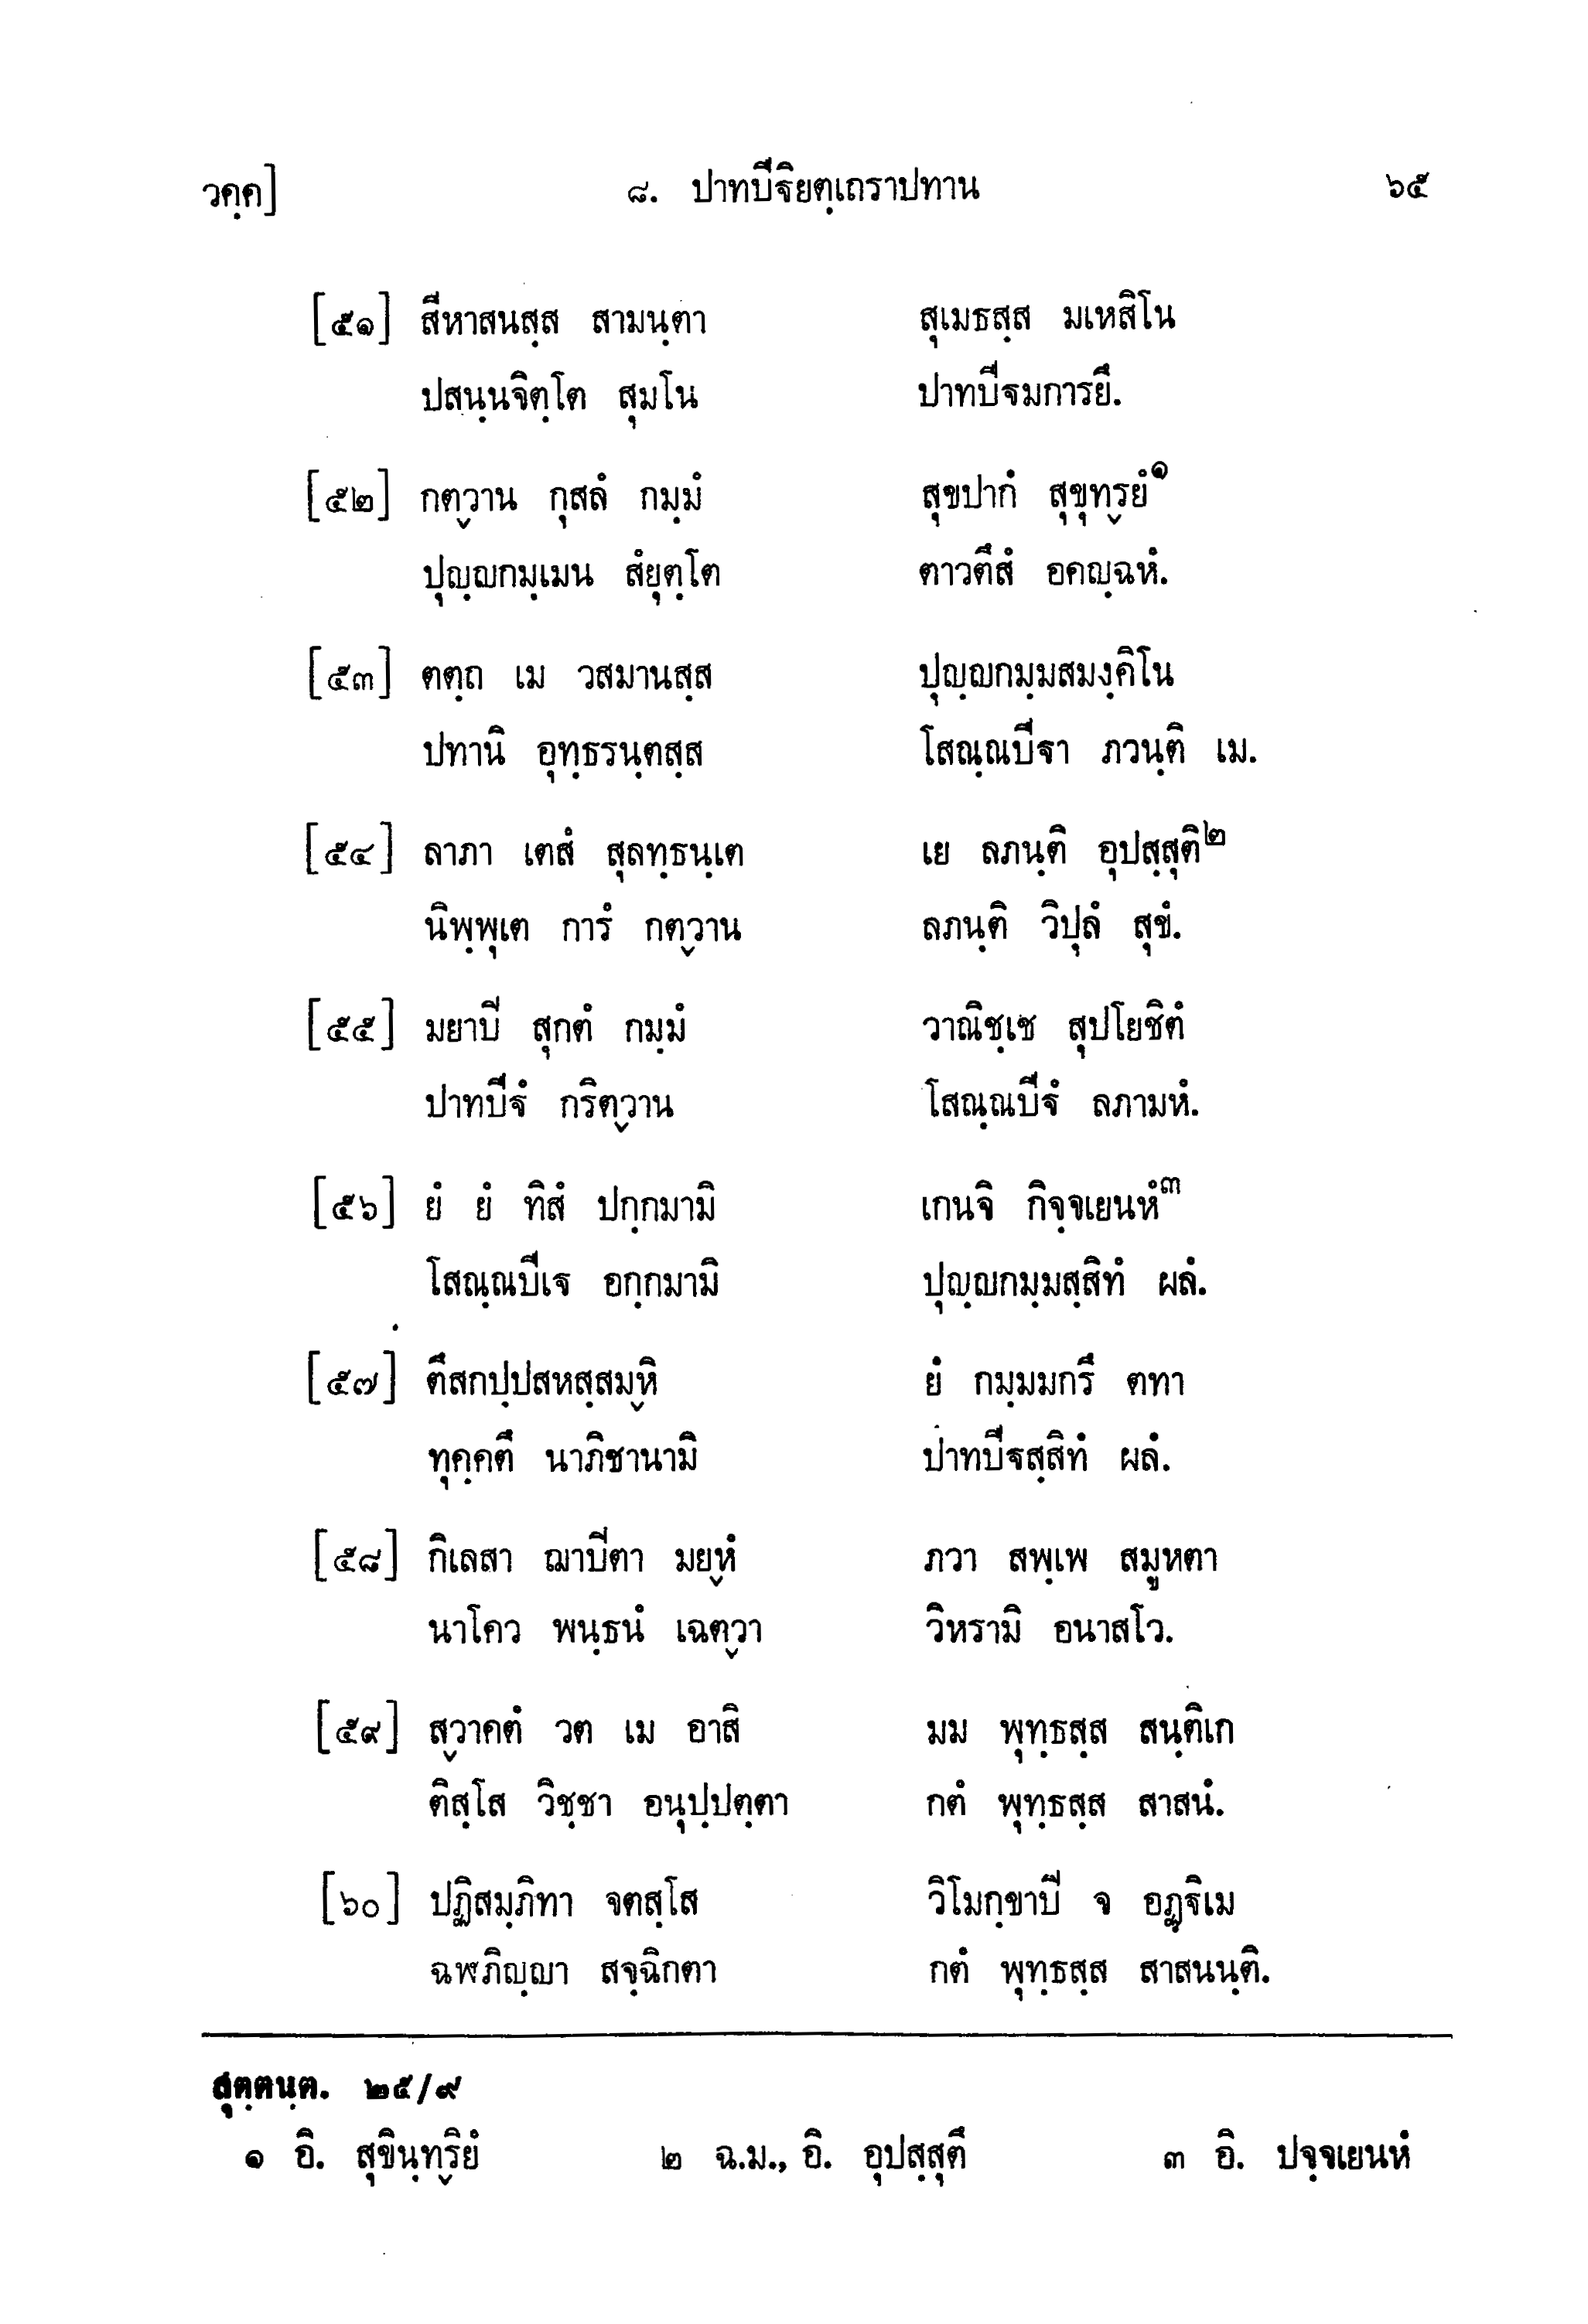 วคฺค]
๘. ปาทปีฐิยตฺเถราปทาน
๖๕
[๕๑] สีหาสนสฺส สามนฺตา สุเมธสฺส มเหสิโน
ปสนฺนจิตฺโต สุมโน ปาทปีฐมการยึ.
[๕๒] กต๎วาน กุสลํ กมฺมํ สุขปากํ สุขุท๎รยํ๑
ปุญฺญกมฺเมน สํยุตฺโต ตาวตึสํ อคญฺฉหํ.
[๕๓] ตตฺถ เม วสมานสฺส ปุญฺญกมฺมสมงฺคิโน
ปทานิ อุทฺธรนฺตสฺส โสณฺณปีฐา ภวนฺติ เม.
[๕๔] ลาภา เตสํ สุลทฺธนฺเต เย ลภนฺติ อุปสฺสุติ๒
นิพฺพุเต การํ กต๎วาน ลภนฺติ วิปุลํ สุขํ.
[๕๕] มยาปิ สุกตํ กมฺมํ วาณิชฺเช สุปโยชิตํ
ปาทปีฐํ กริต๎วาน โสณฺณปีฐํ ลภามหํ.
[๕๖] ยํ ยํ ทิสํ ปกฺกมามิ เกนจิ กิจฺจเยนหํ๓
โสณฺณปีเฐ อกฺกมามิ ปุญฺญกมฺมสฺสิทํ ผลํ.
[๕๗] ตึสกปฺปสหสฺสม๎หิ ยํ กมฺมมกรึ ตทา
ทุคฺคตึ นาภิชานามิ ปาทปีฐสฺสิทํ ผลํ.
[๕๘] กิเลสา ฌาปิตา มย๎หํ ภวา สพฺเพ สมูหตา
นาโคว พนฺธนํ เฉต๎วา วิหรามิ อนาสโว.
[๕๙] ส๎วาคตํ วต เม อาสิ มม พุทฺธสฺส สนฺติเก
ติสฺโส วิชฺชา อนุปฺปตฺตา กตํ พุทฺธสฺส สาสนํ.
[๖๐] ปฏิสมฺภิทา จตสฺโส วิโมกฺขาปิ จ อฏฺฐิเม
ฉฬภิญฺญา สจฺฉิกตา กตํ พุทฺธสฺส สาสนนฺติ.
สุตฺตนฺต. ๒๕/๙
๑ อิ. สุขินฺท๎ริยํ ๒ ฉ.ม., อิ. อุปสฺสุตึ ๓ อิ. ปจฺจเยนหํ